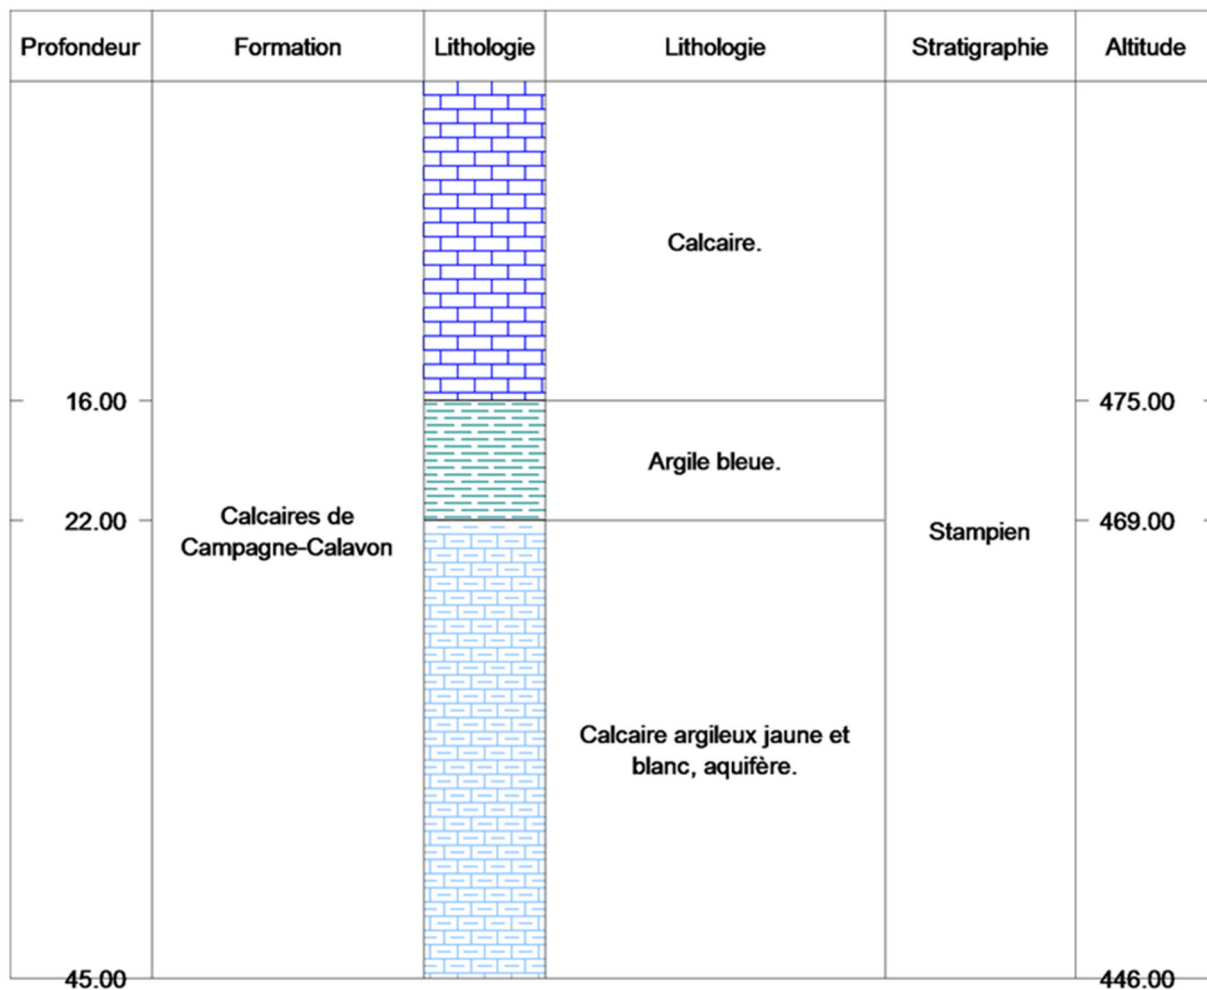 Profondeur Formation Lithologie Lithologie Stratigraphie Altitude
Calcaire.
16.00 475.00
Argile bleue.
22.00 469.00
Calcaires de
Campagne-Calavon
Stampien
Calcaire argileux jaune et
blanc, aquifère.
45.00 446.00